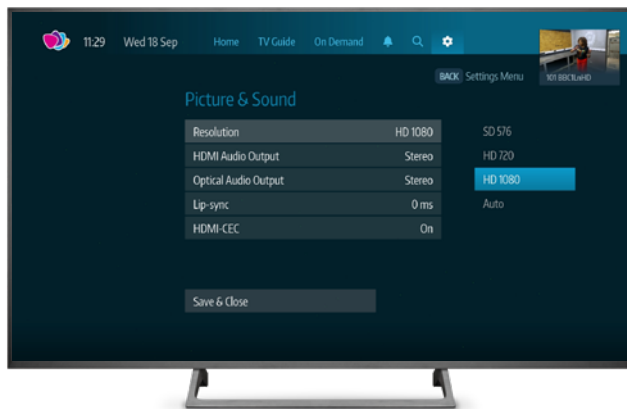 11:29 Wed 18 Sep Home TV Guide On Demand
BACK Settings Menu
101 BBC1LnHD
Picture & Sound
Resolution HD 1080 SD 576
HDMI Audio Output Stereo HD 720
Optical Audio Output Stereo HD 1080
Lip-sync 0 ms Auto
HDMI-CEC On
Save & Close